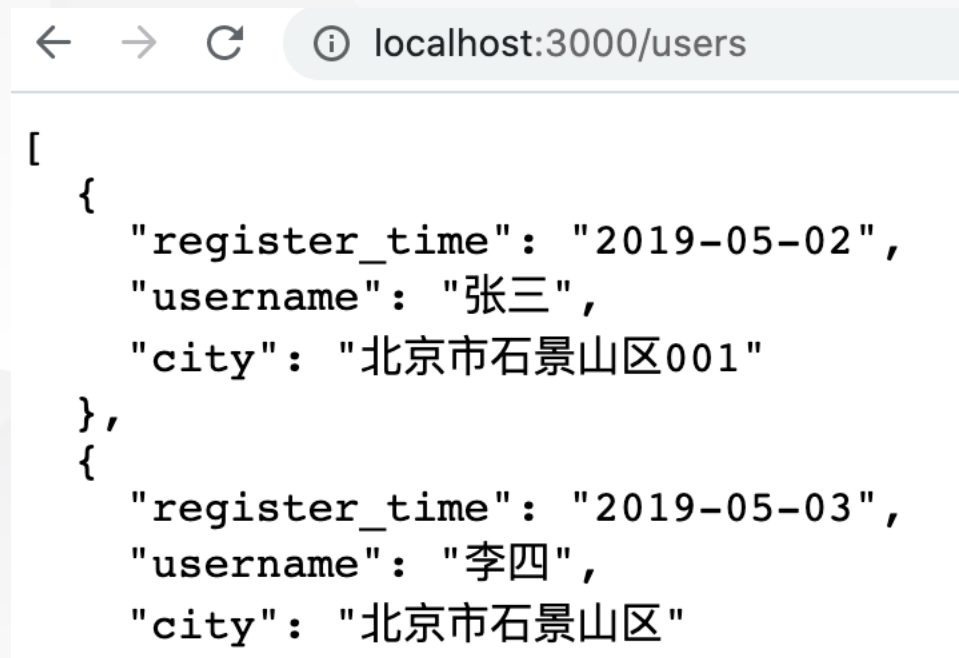 localhost:3000/users
[
{
"register_time": "2019-05-02",
"username": "张三",
"city": "北京市石景山区001"
},
{
"register_time": "2019-05-03",
"username": "李四",
"city": "北京市石景山区"